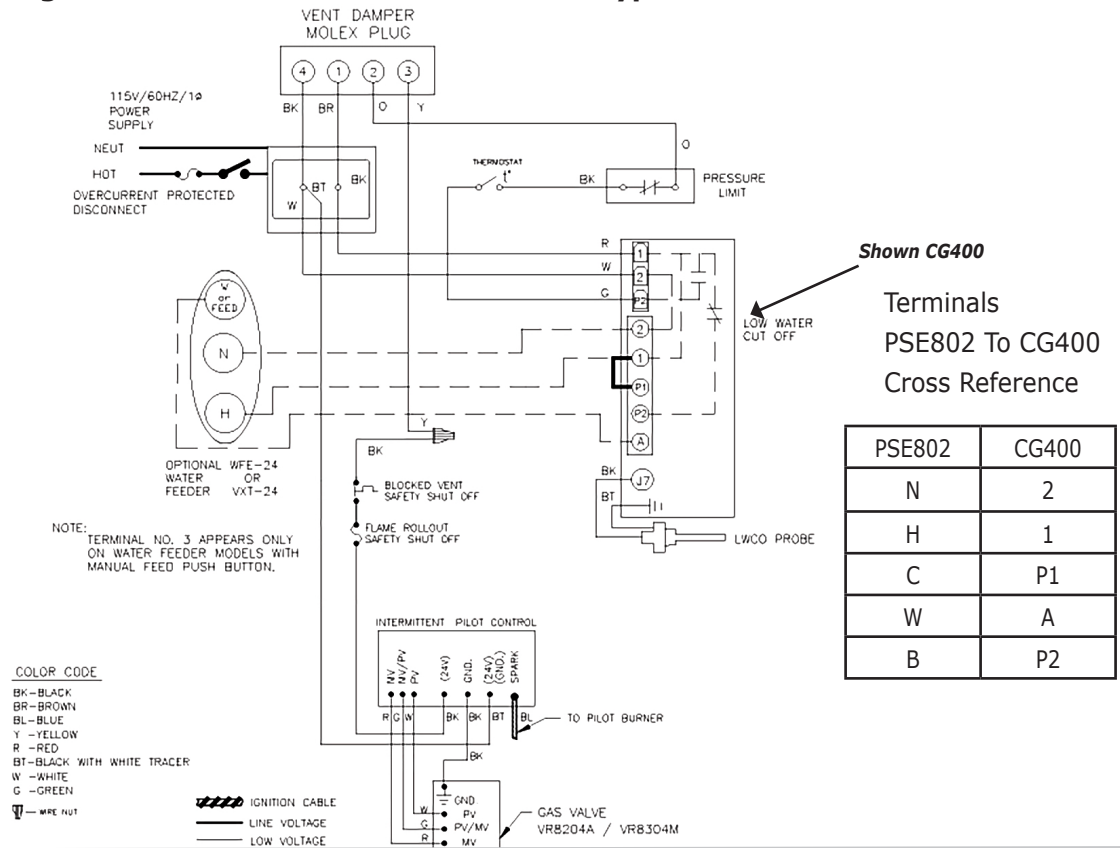 VENT DAMPER
MOLEX PLUG
4 1 2 3
BK BR O Y
115V/60HZ/1ø
POWER
SUPPLY
NEUT
HOT
OVERCURRENT PROTECTED
DISCONNECT
BT BK
W
THERMOSTAT
t°
BK
O
PRESSURE
LIMIT
R 1
W 2
G P2
2
1
P1
P2
A
BK J7
BT
LOW WATER
CUT OFF
LWCO PROBE
Shown CG400
Terminals
PSE802 To CG400
Cross Reference
PSE802 CG400
N 2
H 1
C P1
W A
B P2
W
or
FEED
N
H
OPTIONAL WFE-24
WATER OR
FEEDER VXT-24
Y
BK
BLOCKED VENT
SAFETY SHUT OFF
FLAME ROLLOUT
SAFETY SHUT OFF
NOTE:
TERMINAL NO. 3 APPEARS ONLY
ON WATER FEEDER MODELS WITH
MANUAL FEED PUSH BUTTON.
INTERMITTENT PILOT CONTROL
MV
MV/PV
PV
(24V)
GND.
(24V)
(GND.)
SPARK
R G W BK BK BT BL
TO PILOT BURNER
BK
GND.
W PV
G PV/MV
R MV
GAS VALVE
VR8204A / VR8304M
COLOR CODE
BK-BLACK
BR-BROWN
BL-BLUE
Y -YELLOW
R -RED
BT-BLACK WITH WHITE TRACER
W -WHITE
G -GREEN
- WIRE NUT
IGNITION CABLE
LINE VOLTAGE
LOW VOLTAGE